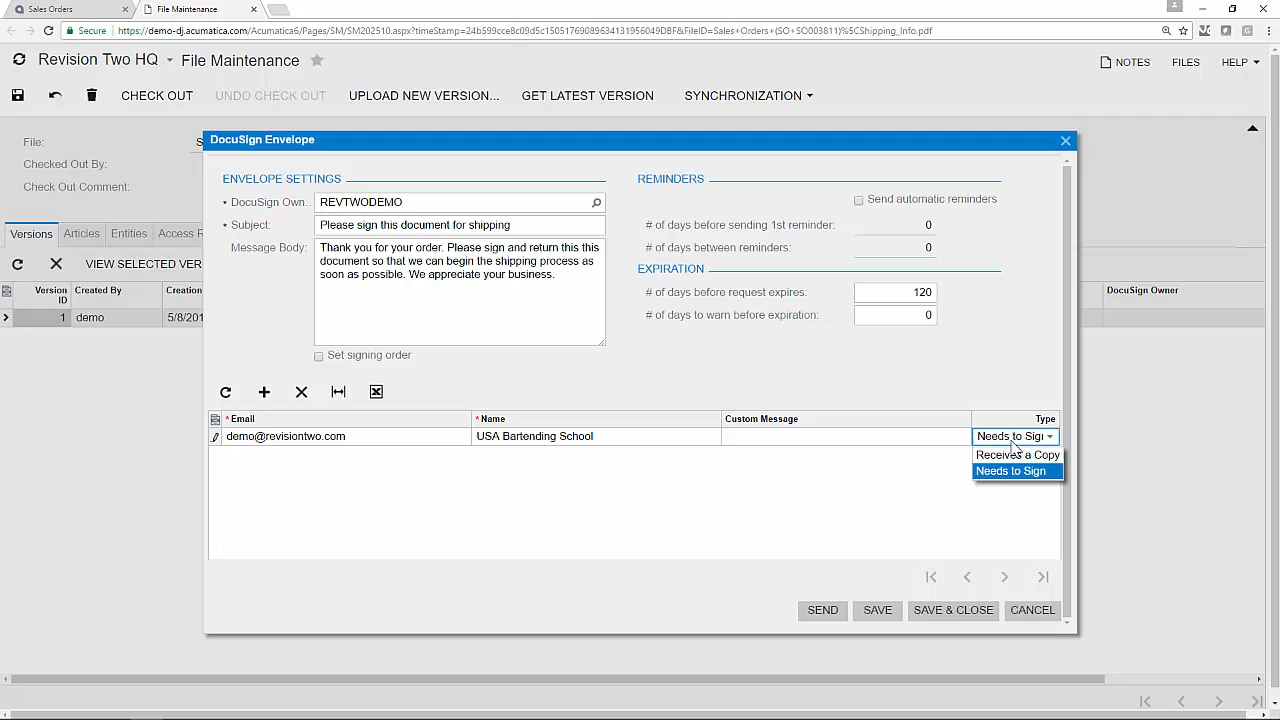 Sales Orders
File Maintenance
Secure
https://demo-dj.acumatica.com/Acumatica6/Pages/SM/SM202510.aspx?timeStamp=24b599cce8c09d5c150517690896341319560​49DBF&FileID=Sales+Orders+(SO+SO003811)%5CShipping_Info.pdf
Revision Two HQ
File Maintenance
NOTES
FILES
HELP
CHECK OUT
UNDO CHECK OUT
UPLOAD NEW VERSION...
GET LATEST VERSION
SYNCHRONIZATION
File:
S
Checked Out By:
Check Out Comment:
Versions
Articles
Entities
Access R
VIEW SELECTED VER
Version ID
Created By
Creation
DocuSign Owner
1
demo
5/8/201
DocuSign Envelope
ENVELOPE SETTINGS
* DocuSign Own..
REVTWODEMO
* Subject:
Please sign this document for shipping
Message Body:
Thank you for your order. Please sign and return this this
document so that we can begin the shipping process as
soon as possible. We appreciate your business.
Set signing order
REMINDERS
Send automatic reminders
# of days before sending 1st reminder:
0
# of days between reminders:
0
EXPIRATION
# of days before request expires:
120
# of days to warn before expiration:
0
* Email
* Name
Custom Message
Type
demo@revisiontwo.com
USA Bartending School
Needs to Sig
Receives a Copy
Needs to Sign
SEND
SAVE
SAVE & CLOSE
CANCEL